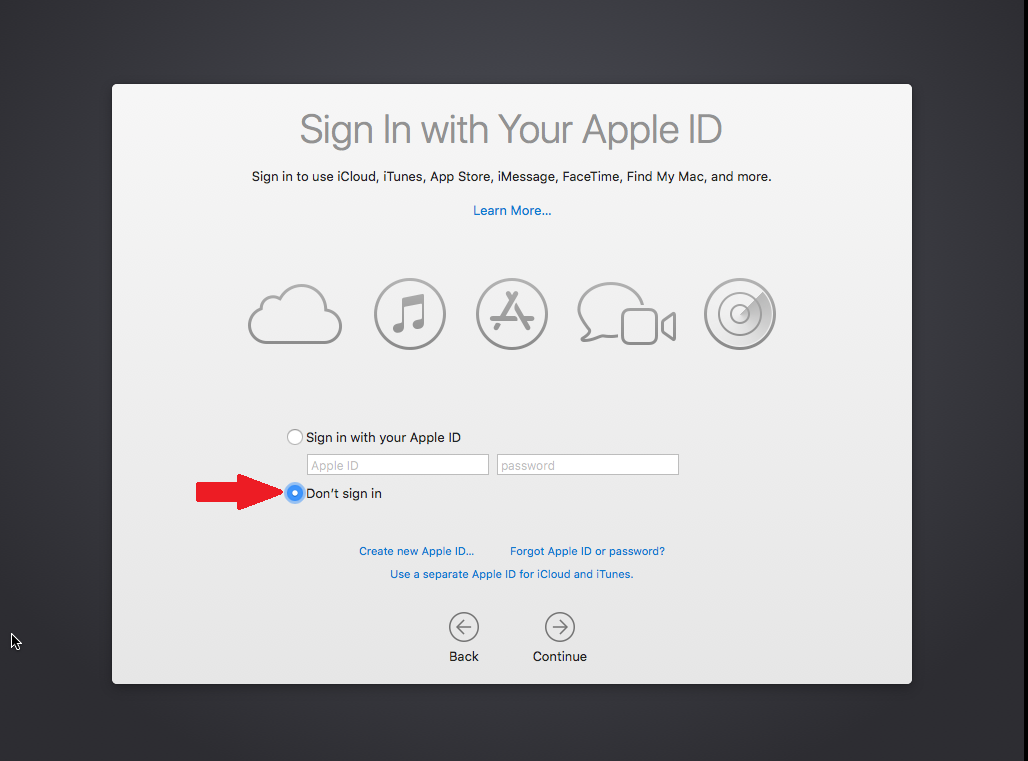 Sign In with Your Apple ID
Sign in to use iCloud, iTunes, App Store, iMessage, FaceTime, Find My Mac, and more.
Learn More...
Sign in with your Apple ID
Apple ID password
Don't sign in
Create new Apple ID... Forgot Apple ID or password?
Use a separate Apple ID for iCloud and iTunes.
Back Continue